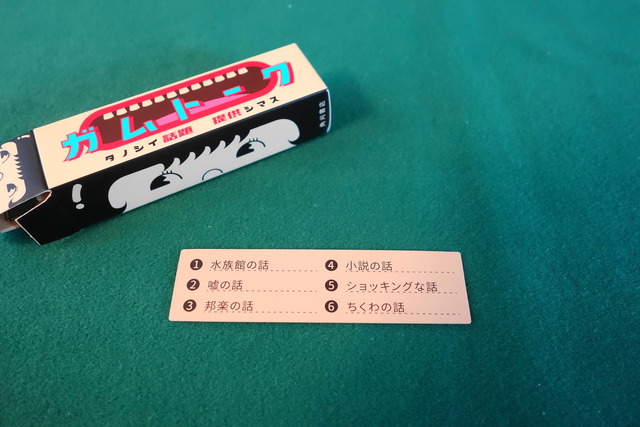 ガムトーク
タノシイ話題 提供シマス
❶ 水族館の話
❷ 嘘の話
❸ 邦楽の話
❹ 小説の話
❺ ショッキングな話
❻ ちくわの話